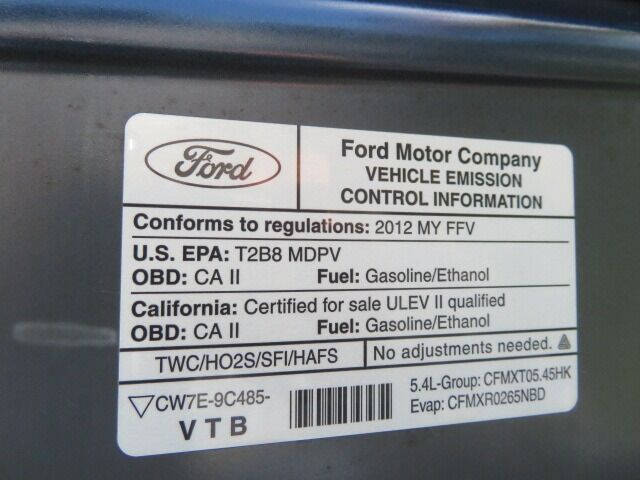 Ford
Ford Motor Company
VEHICLE EMISSION
CONTROL INFORMATION
Conforms to regulations: 2012 MY FFV
U.S. EPA: T2B8 MDPV
OBD: CA II Fuel: Gasoline/Ethanol
California: Certified for sale ULEV II qualified
OBD: CA II Fuel: Gasoline/Ethanol
TWC/HO2S/SFI/HAFS
No adjustments needed.
CW7E-9C485-
VTB
5.4L-Group: CFMXT05.45HK
Evap: CFMXR0265NBD